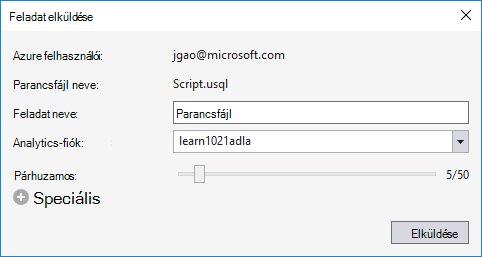 Feladat elküldése
Azure felhasználói: jgao@microsoft.com
Parancsfájl neve: Script.usql
Feladat neve: Parancsfájl
Analytics-fiók: learn1021adla
Párhuzamos: 5/50
Speciális
Elküldése